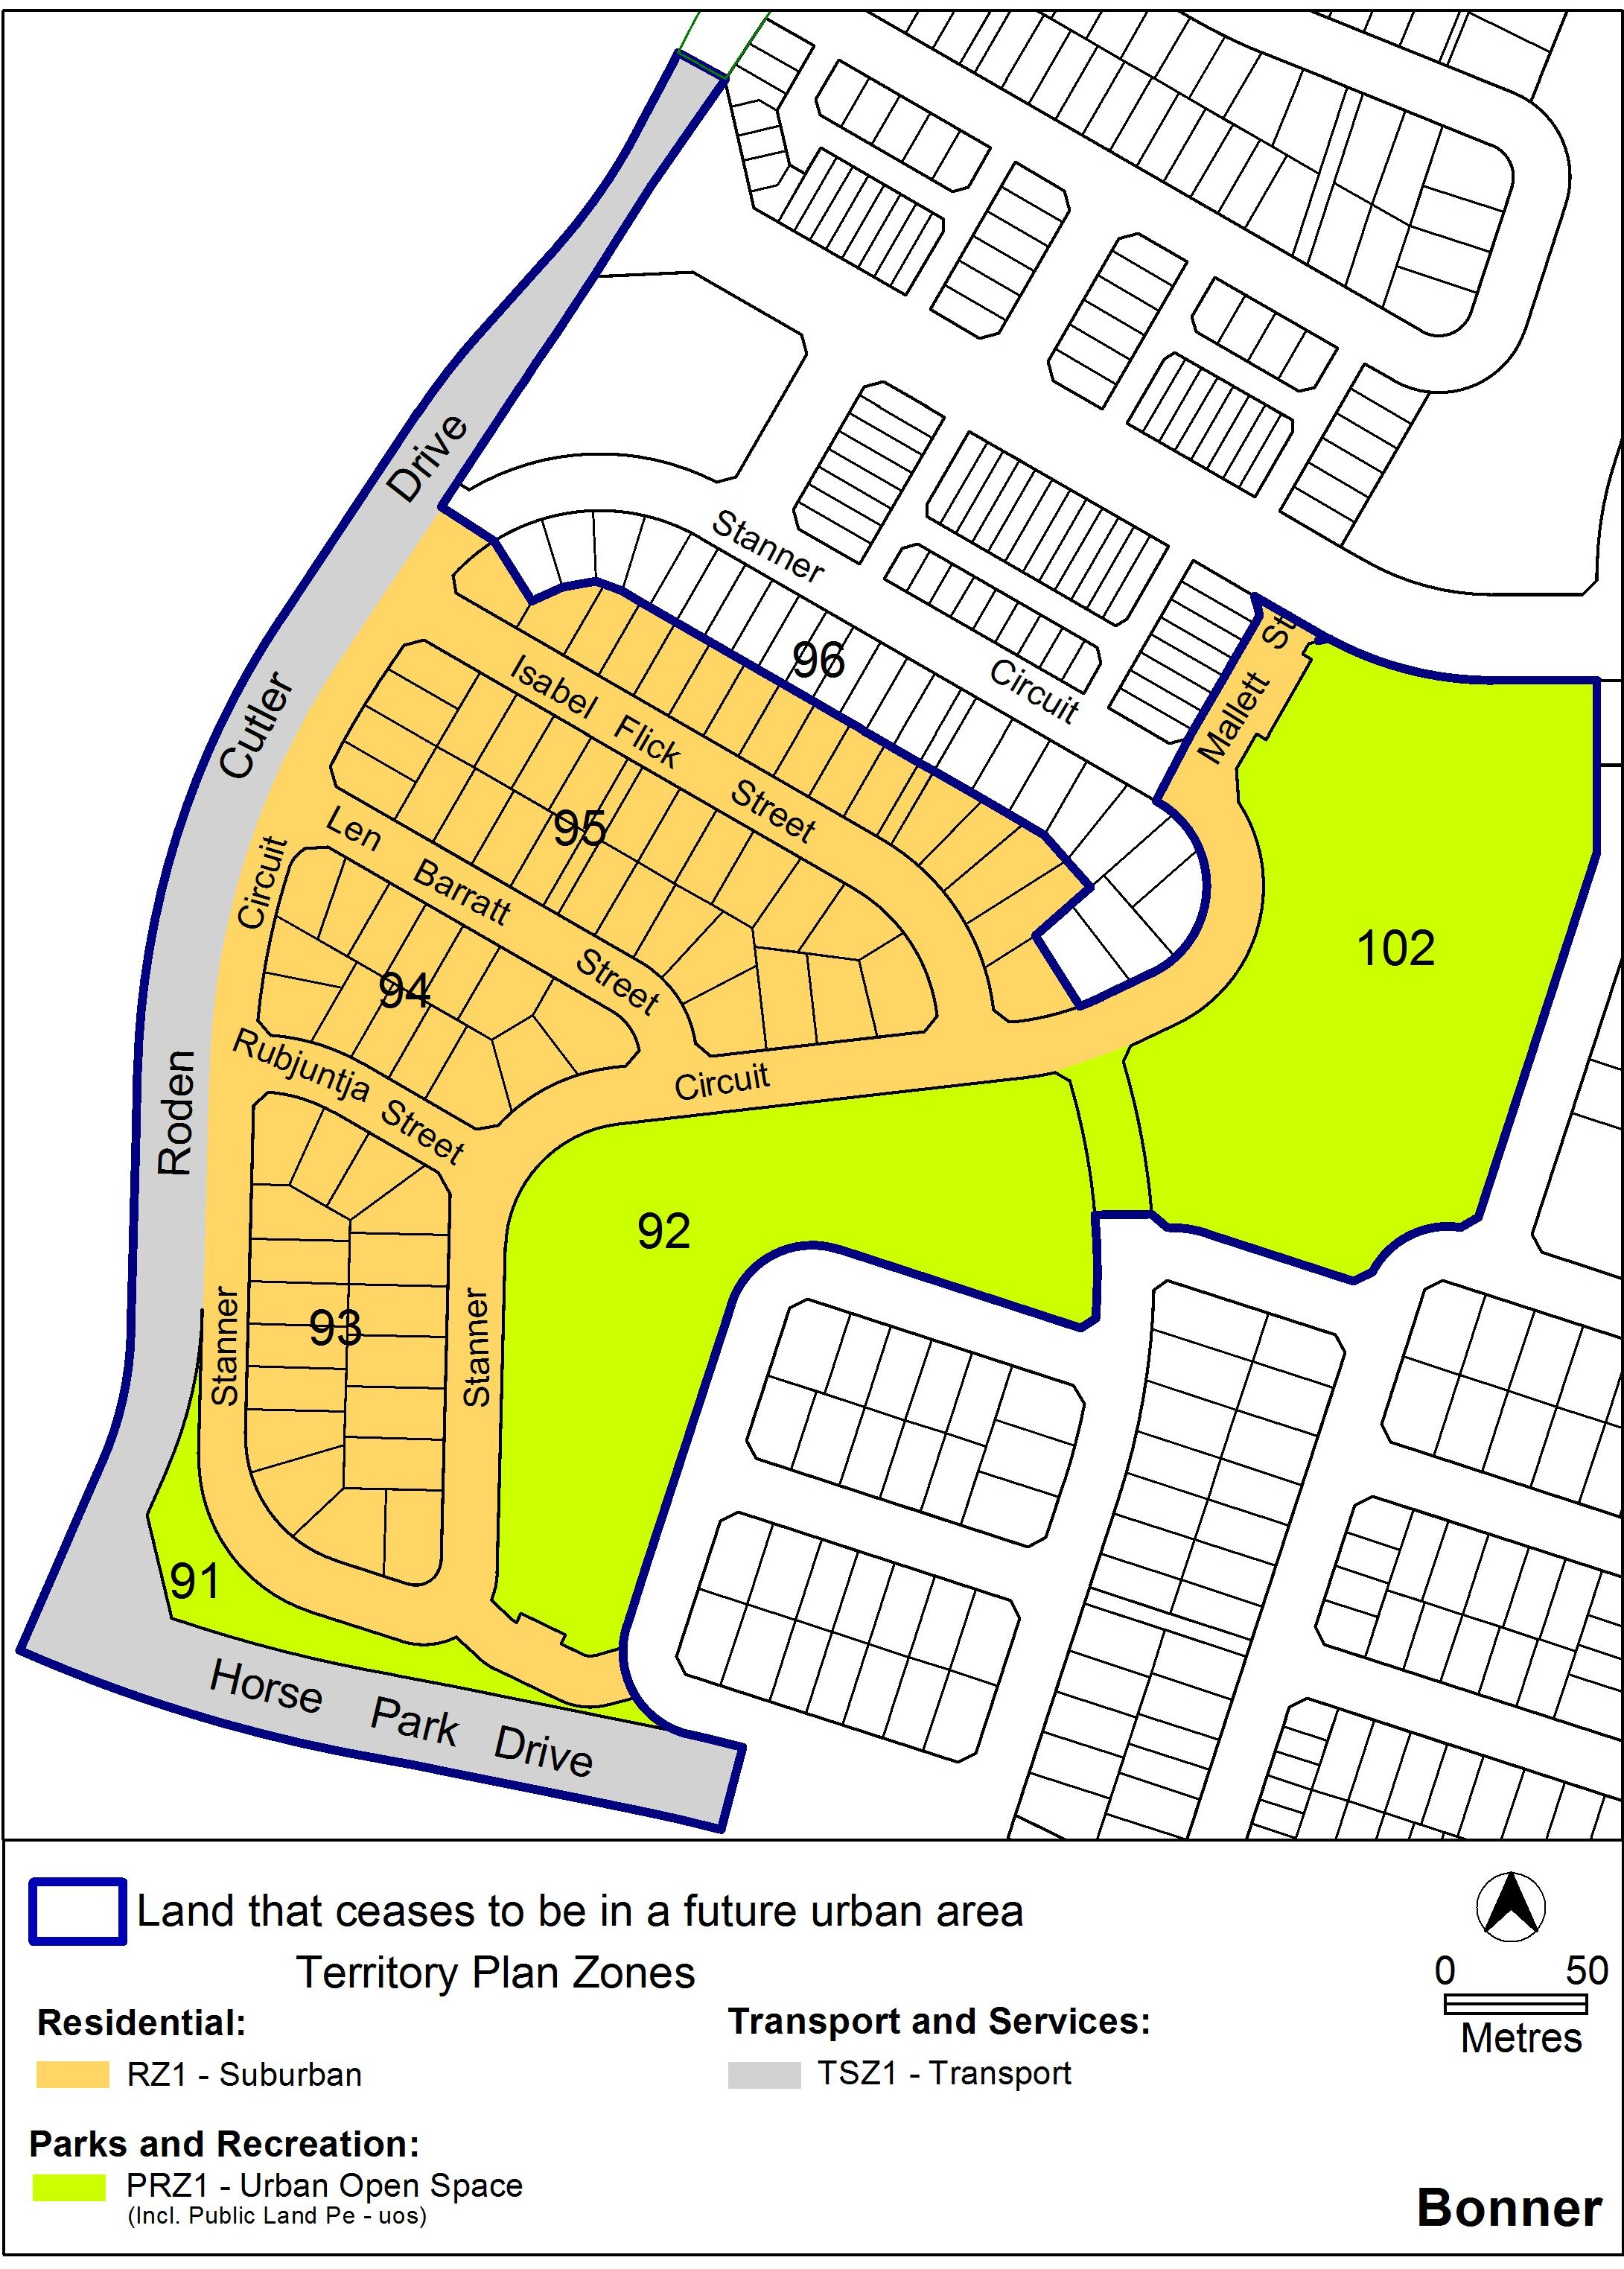 Drive
Cutler
Roden
Stanner
Circuit
96
Mallett St
Isabel Flick Street
95
Len Barratt Street
Circuit
94
102
Rubjuntja Street
Circuit
92
93
Stanner
Stanner
91
Horse Park Drive
Land that ceases to be in a future urban area
Territory Plan Zones
0 50
Metres
Residential:
RZ1 - Suburban
Transport and Services:
TSZ1 - Transport
Parks and Recreation:
PRZ1 - Urban Open Space
(Incl. Public Land Pe - uos)
Bonner